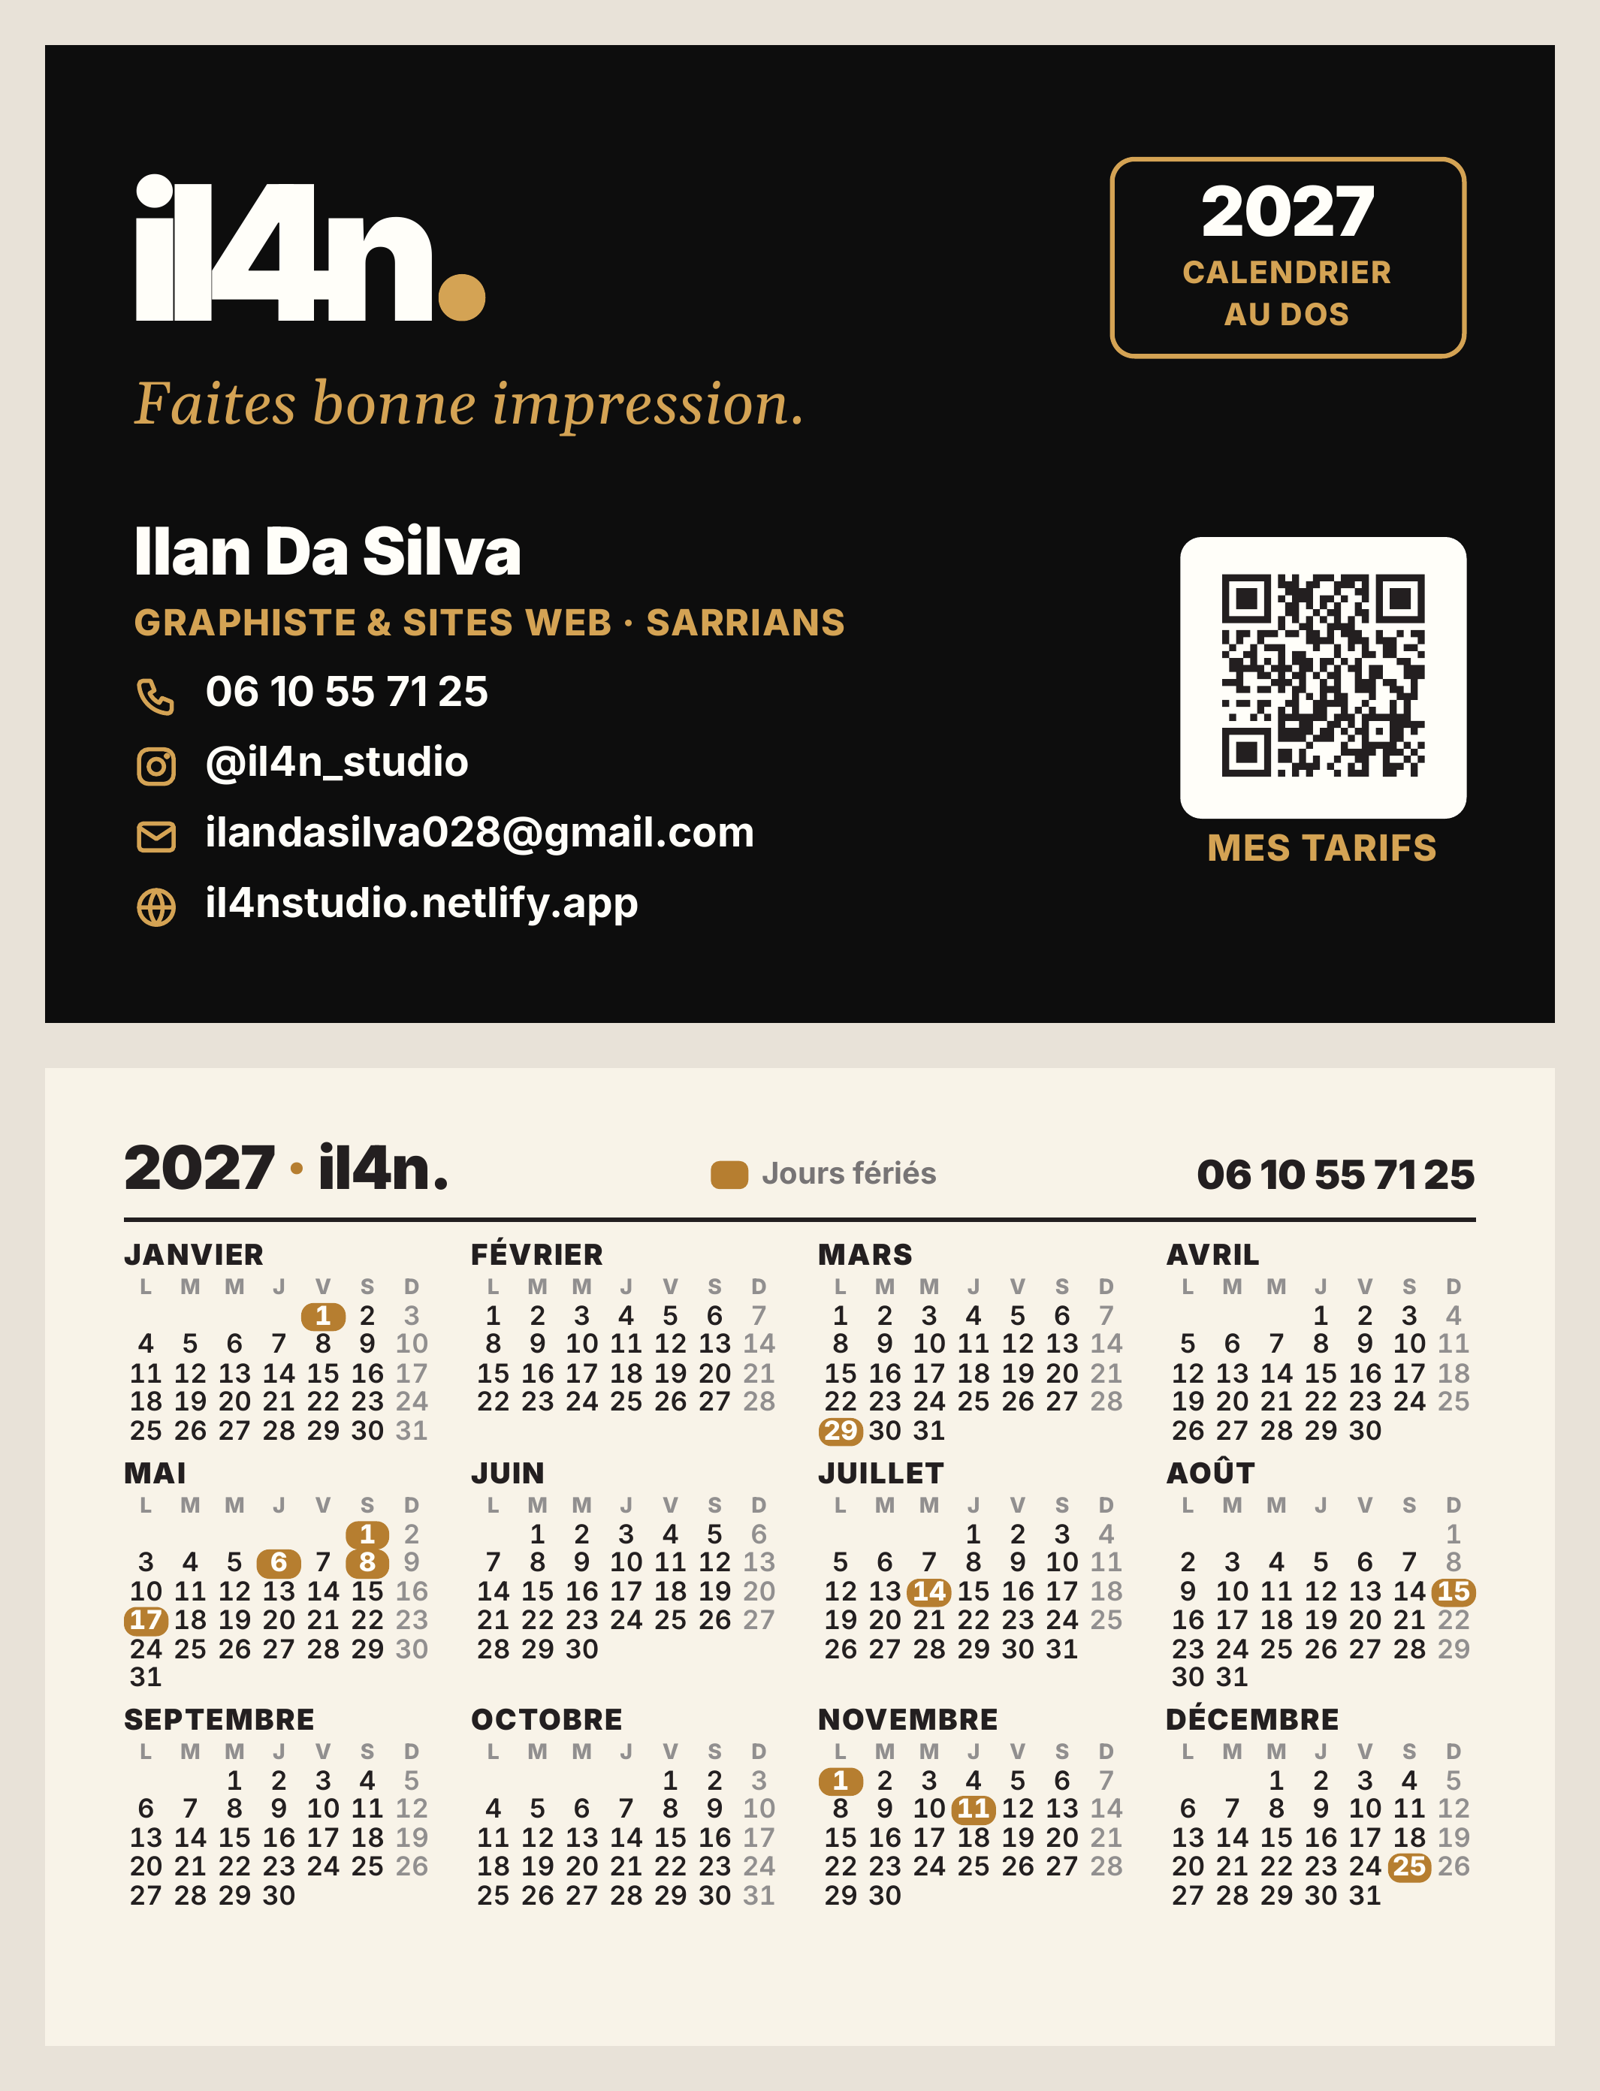 il4n.
Faites bonne impression.
2027
CALENDRIER
AU DOS
Ilan Da Silva
GRAPHISTE & SITES WEB · SARRIANS
06 10 55 71 25
@il4n_studio
ilandasilva028@gmail.com
il4nstudio.netlify.app
MES TARIFS
2027 · il4n.
Jours fériés
06 10 55 71 25
JANVIER
L M M J V S D
1 2 3
4 5 6 7 8 9 10
11 12 13 14 15 16 17
18 19 20 21 22 23 24
25 26 27 28 29 30 31
FÉVRIER
L M M J V S D
1 2 3 4 5 6 7
8 9 10 11 12 13 14
15 16 17 18 19 20 21
22 23 24 25 26 27 28
MARS
L M M J V S D
1 2 3 4 5 6 7
8 9 10 11 12 13 14
15 16 17 18 19 20 21
22 23 24 25 26 27 28
29 30 31
AVRIL
L M M J V S D
1 2 3 4
5 6 7 8 9 10 11
12 13 14 15 16 17 18
19 20 21 22 23 24 25
26 27 28 29 30
MAI
L M M J V S D
1 2
3 4 5 6 7 8 9
10 11 12 13 14 15 16
17 18 19 20 21 22 23
24 25 26 27 28 29 30
31
JUIN
L M M J V S D
1 2 3 4 5 6
7 8 9 10 11 12 13
14 15 16 17 18 19 20
21 22 23 24 25 26 27
28 29 30
JUILLET
L M M J V S D
1 2 3 4
5 6 7 8 9 10 11
12 13 14 15 16 17 18
19 20 21 22 23 24 25
26 27 28 29 30 31
AOÛT
L M M J V S D
1
2 3 4 5 6 7 8
9 10 11 12 13 14 15
16 17 18 19 20 21 22
23 24 25 26 27 28 29
30 31
SEPTEMBRE
L M M J V S D
1 2 3 4 5
6 7 8 9 10 11 12
13 14 15 16 17 18 19
20 21 22 23 24 25 26
27 28 29 30
OCTOBRE
L M M J V S D
1 2 3
4 5 6 7 8 9 10
11 12 13 14 15 16 17
18 19 20 21 22 23 24
25 26 27 28 29 30 31
NOVEMBRE
L M M J V S D
1 2 3 4 5 6 7
8 9 10 11 12 13 14
15 16 17 18 19 20 21
22 23 24 25 26 27 28
29 30
DÉCEMBRE
L M M J V S D
1 2 3 4 5
6 7 8 9 10 11 12
13 14 15 16 17 18 19
20 21 22 23 24 25 26
27 28 29 30 31